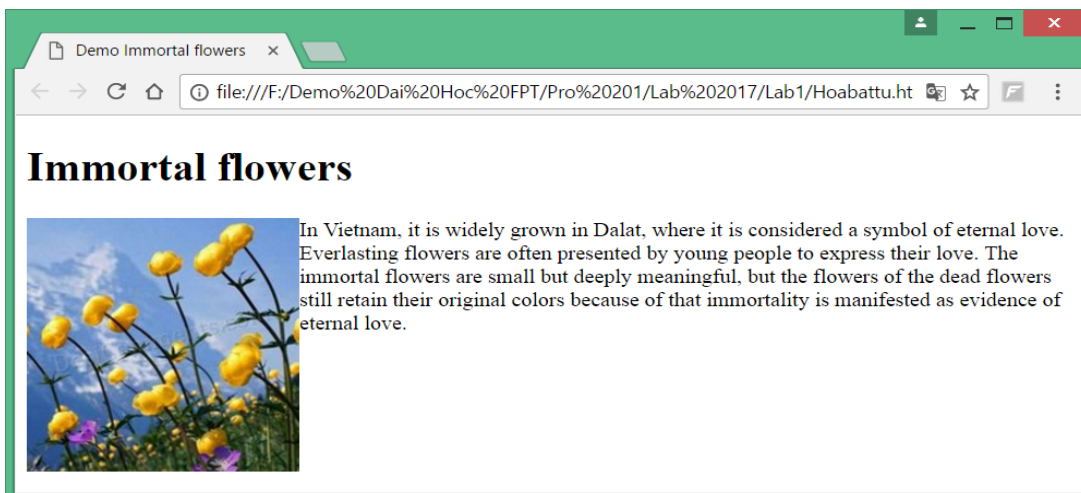 Demo Immortal flowers
file:///F:/Demo%20Dai%20Hoc%20FPT/Pro%20201/Lab%202017/Lab1/Hoabattu.ht
Immortal flowers
In Vietnam, it is widely grown in Dalat, where it is considered a symbol of eternal love.
Everlasting flowers are often presented by young people to express their love. The
immortal flowers are small but deeply meaningful, but the flowers of the dead flowers
still retain their original colors because of that immortality is manifested as evidence of
eternal love.